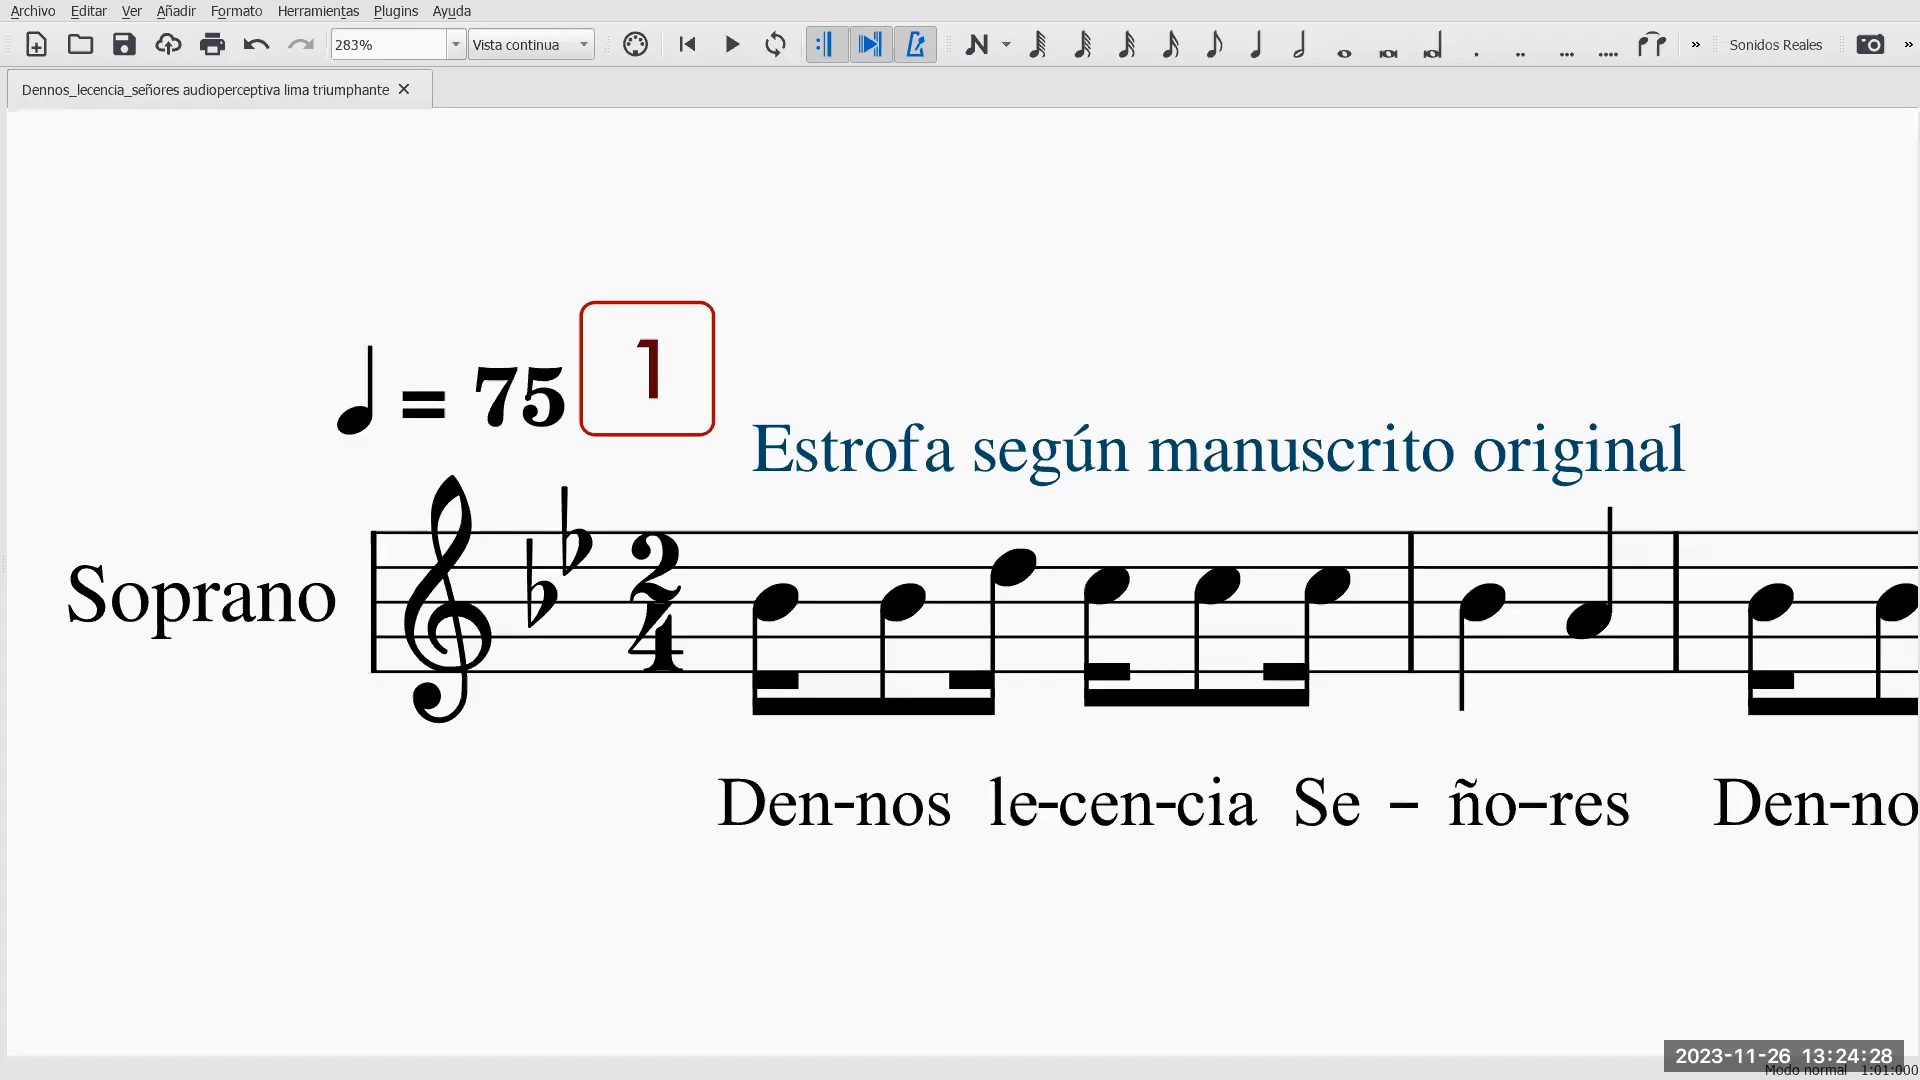 Archivo Editar Ver Añadir Formato Herramientas Plugins Ayuda
283% Vista continua » Sonidos Reales »
Dennos_lecencia_señores audioperceptiva lima triumphante
= 75 1
Estrofa según manuscrito original
Soprano 2 4
Den-nos le-cen-cia Se - ño-res Den-no
2023-11-26 13:24:28
Modo normal 1:01:000